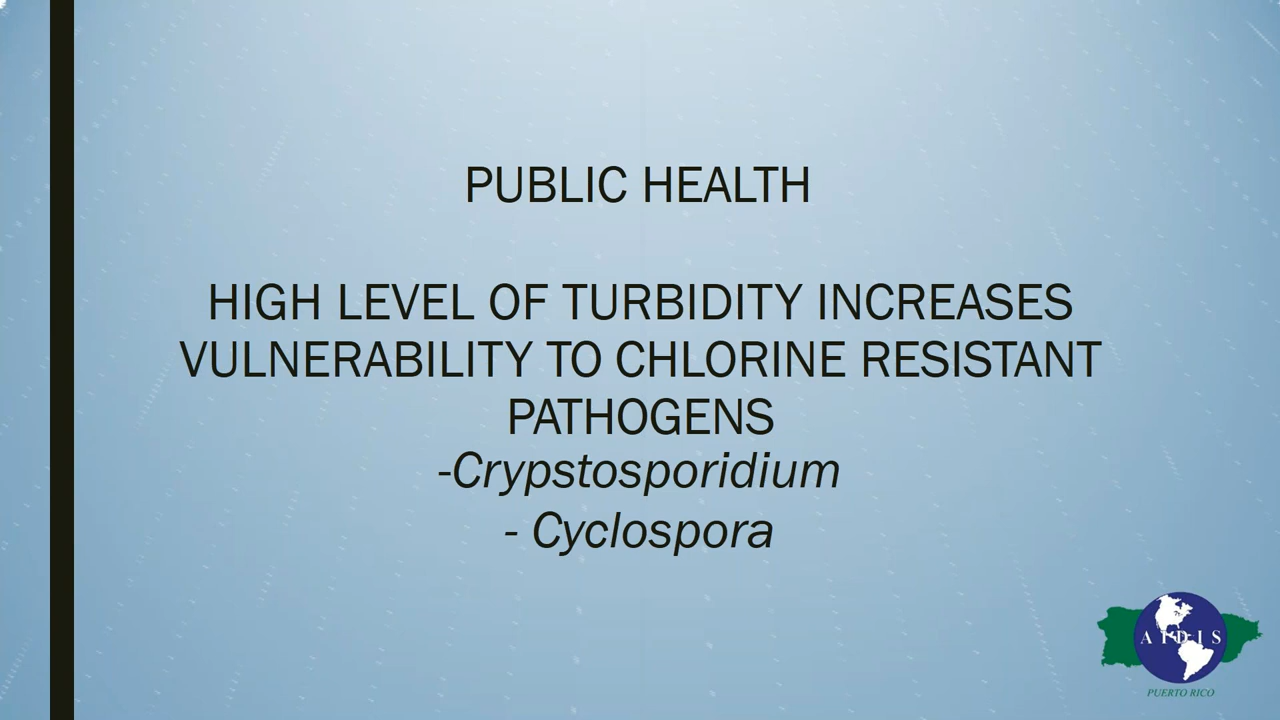 PUBLIC HEALTH
HIGH LEVEL OF TURBIDITY INCREASES
VULNERABILITY TO CHLORINE RESISTANT
PATHOGENS
-Crypstosporidium
- Cyclospora
AIDIS
PUERTO RICO